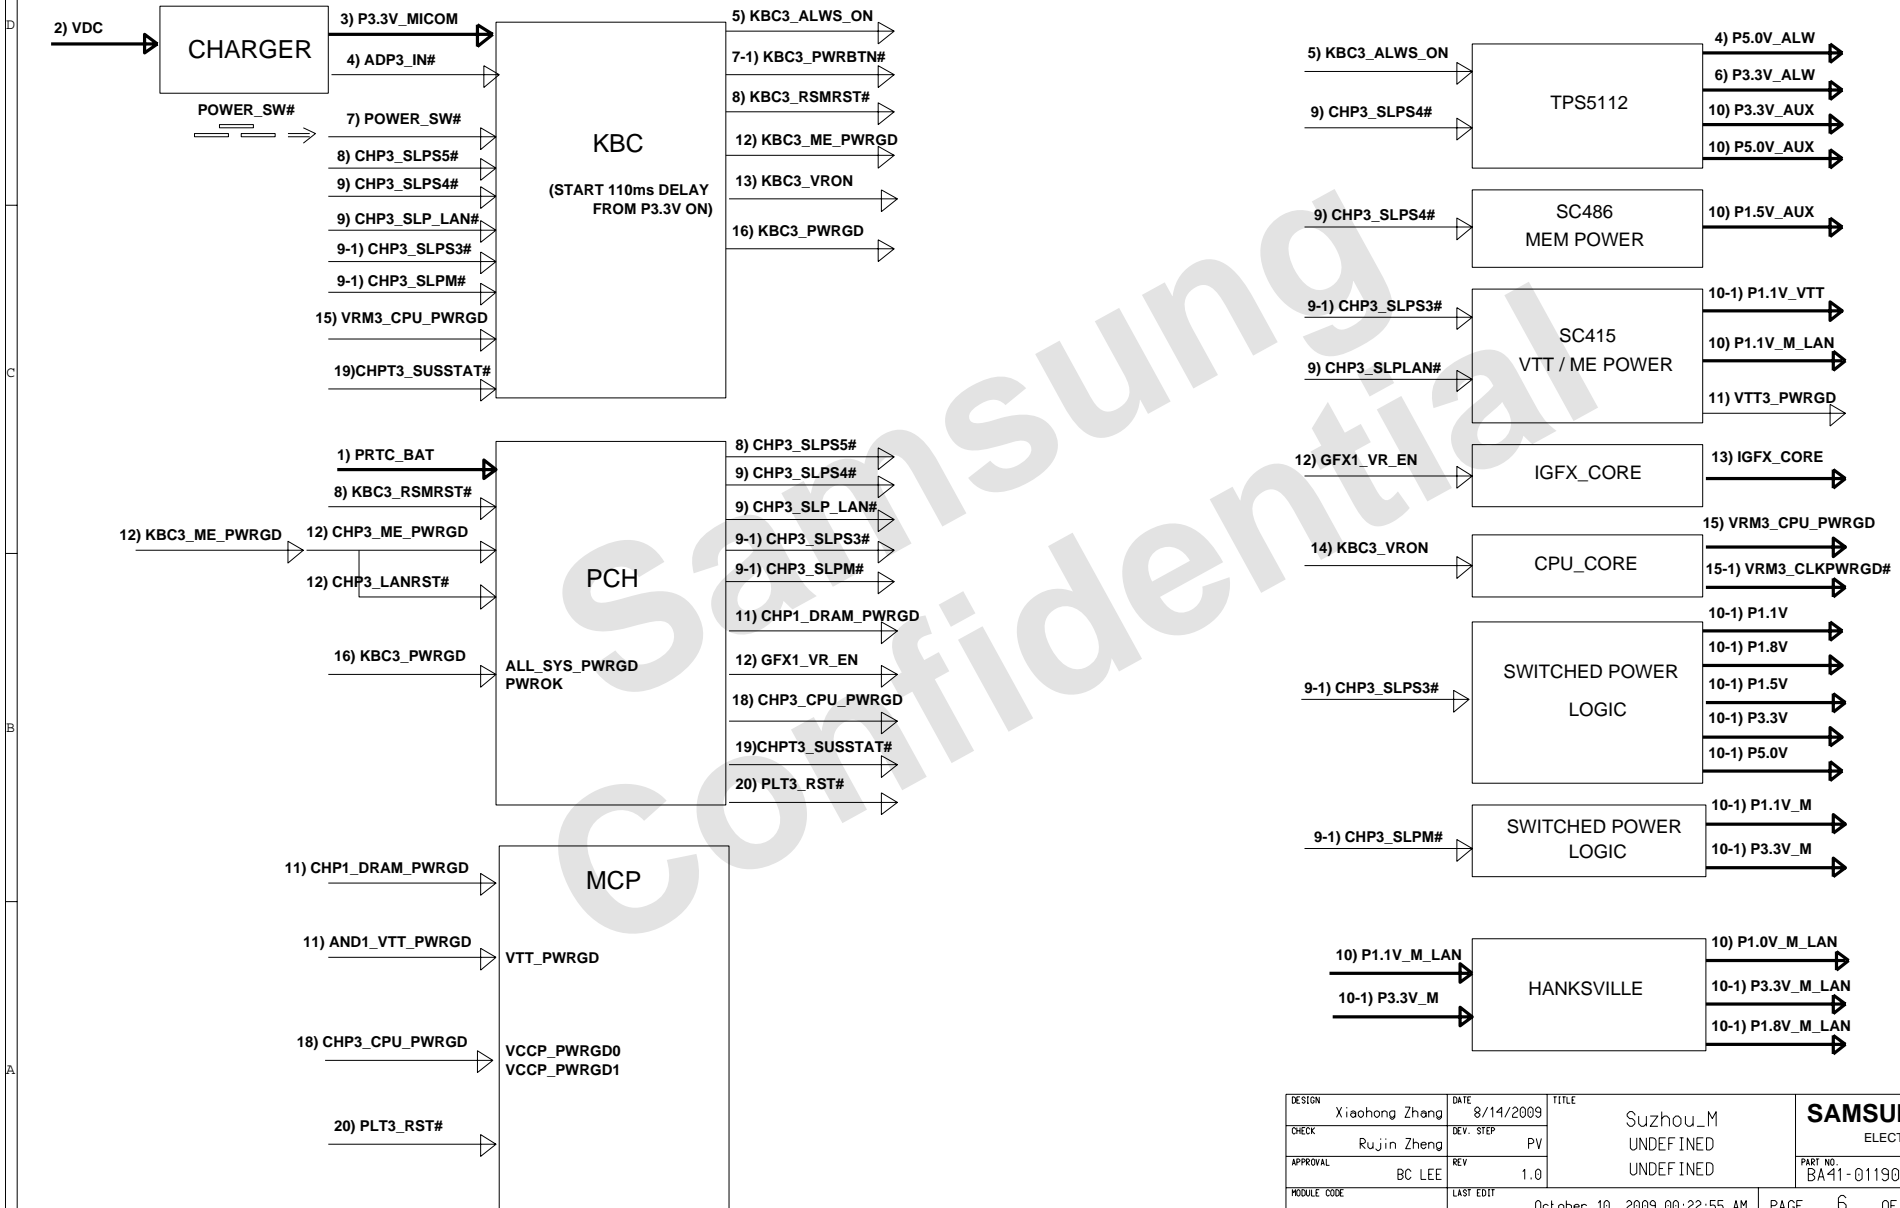 D
2) VDC
CHARGER
3) P3.3V_MICOM
4) ADP3_IN#
POWER_SW#
7) POWER_SW#
8) CHP3_SLPS5#
9) CHP3_SLPS4#
9) CHP3_SLP_LAN#
9-1) CHP3_SLPS3#
9-1) CHP3_SLPM#
15) VRM3_CPU_PWRGD
19)CHPT3_SUSSTAT#
KBC
(START 110ms DELAY
FROM P3.3V ON)
5) KBC3_ALWS_ON
7-1) KBC3_PWRBTN#
8) KBC3_RSMRST#
12) KBC3_ME_PWRGD
13) KBC3_VRON
16) KBC3_PWRGD
C
1) PRTC_BAT
8) KBC3_RSMRST#
12) KBC3_ME_PWRGD
12) CHP3_ME_PWRGD
12) CHP3_LANRST#
16) KBC3_PWRGD
PCH
ALL_SYS_PWRGD
PWROK
8) CHP3_SLPS5#
9) CHP3_SLPS4#
9) CHP3_SLP_LAN#
9-1) CHP3_SLPS3#
9-1) CHP3_SLPM#
11) CHP1_DRAM_PWRGD
12) GFX1_VR_EN
18) CHP3_CPU_PWRGD
19)CHPT3_SUSSTAT#
20) PLT3_RST#
B
11) CHP1_DRAM_PWRGD
11) AND1_VTT_PWRGD
18) CHP3_CPU_PWRGD
20) PLT3_RST#
MCP
VTT_PWRGD
VCCP_PWRGD0
VCCP_PWRGD1
A
5) KBC3_ALWS_ON
9) CHP3_SLPS4#
TPS5112
4) P5.0V_ALW
6) P3.3V_ALW
10) P3.3V_AUX
10) P5.0V_AUX
9) CHP3_SLPS4#
SC486
MEM POWER
10) P1.5V_AUX
9-1) CHP3_SLPS3#
9) CHP3_SLPLAN#
SC415
VTT / ME POWER
10-1) P1.1V_VTT
10) P1.1V_M_LAN
11) VTT3_PWRGD
12) GFX1_VR_EN
IGFX_CORE
13) IGFX_CORE
14) KBC3_VRON
CPU_CORE
15) VRM3_CPU_PWRGD
15-1) VRM3_CLKPWRGD#
9-1) CHP3_SLPS3#
SWITCHED POWER
LOGIC
10-1) P1.1V
10-1) P1.8V
10-1) P1.5V
10-1) P3.3V
10-1) P5.0V
9-1) CHP3_SLPM#
SWITCHED POWER
LOGIC
10-1) P1.1V_M
10-1) P3.3V_M
10) P1.1V_M_LAN
10-1) P3.3V_M
HANKSVILLE
10) P1.0V_M_LAN
10-1) P3.3V_M_LAN
10-1) P1.8V_M_LAN
Samsung
Confidential
DESIGN Xiaohong Zhang DATE 8/14/2009 TITLE
CHECK Rujin Zheng DEV. STEP PV
APPROVAL BC LEE REV 1.0
Suzhou_M
UNDEFINED
UNDEFINED
SAMSU
ELECT
PART NO.
BA41-01190
MODULE CODE LAST EDIT October 10, 2009 00:22:55 AM PAGE 6 OF